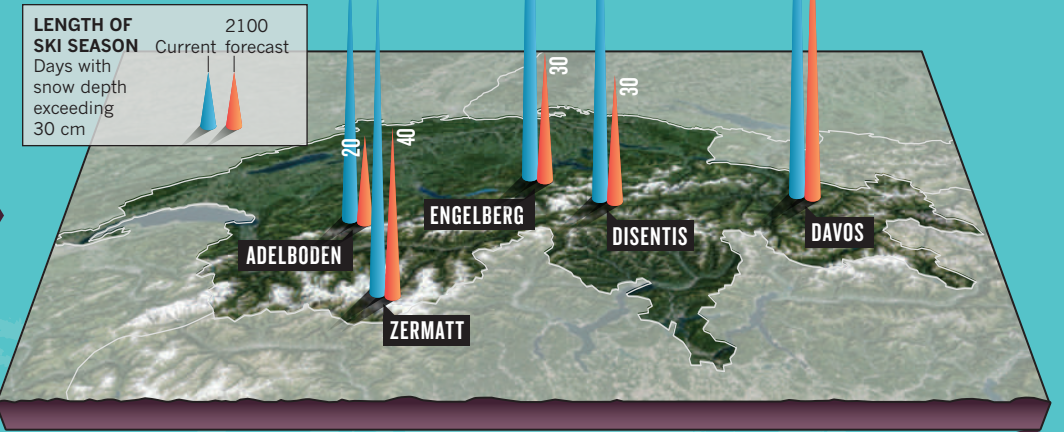 LENGTH OF
SKI SEASON
Days with
snow depth
exceeding
30 cm
2100
Current forecast
20
40
30
30
ADELBODEN
ENGELBERG
DISENTIS
DAVOS
ZERMATT